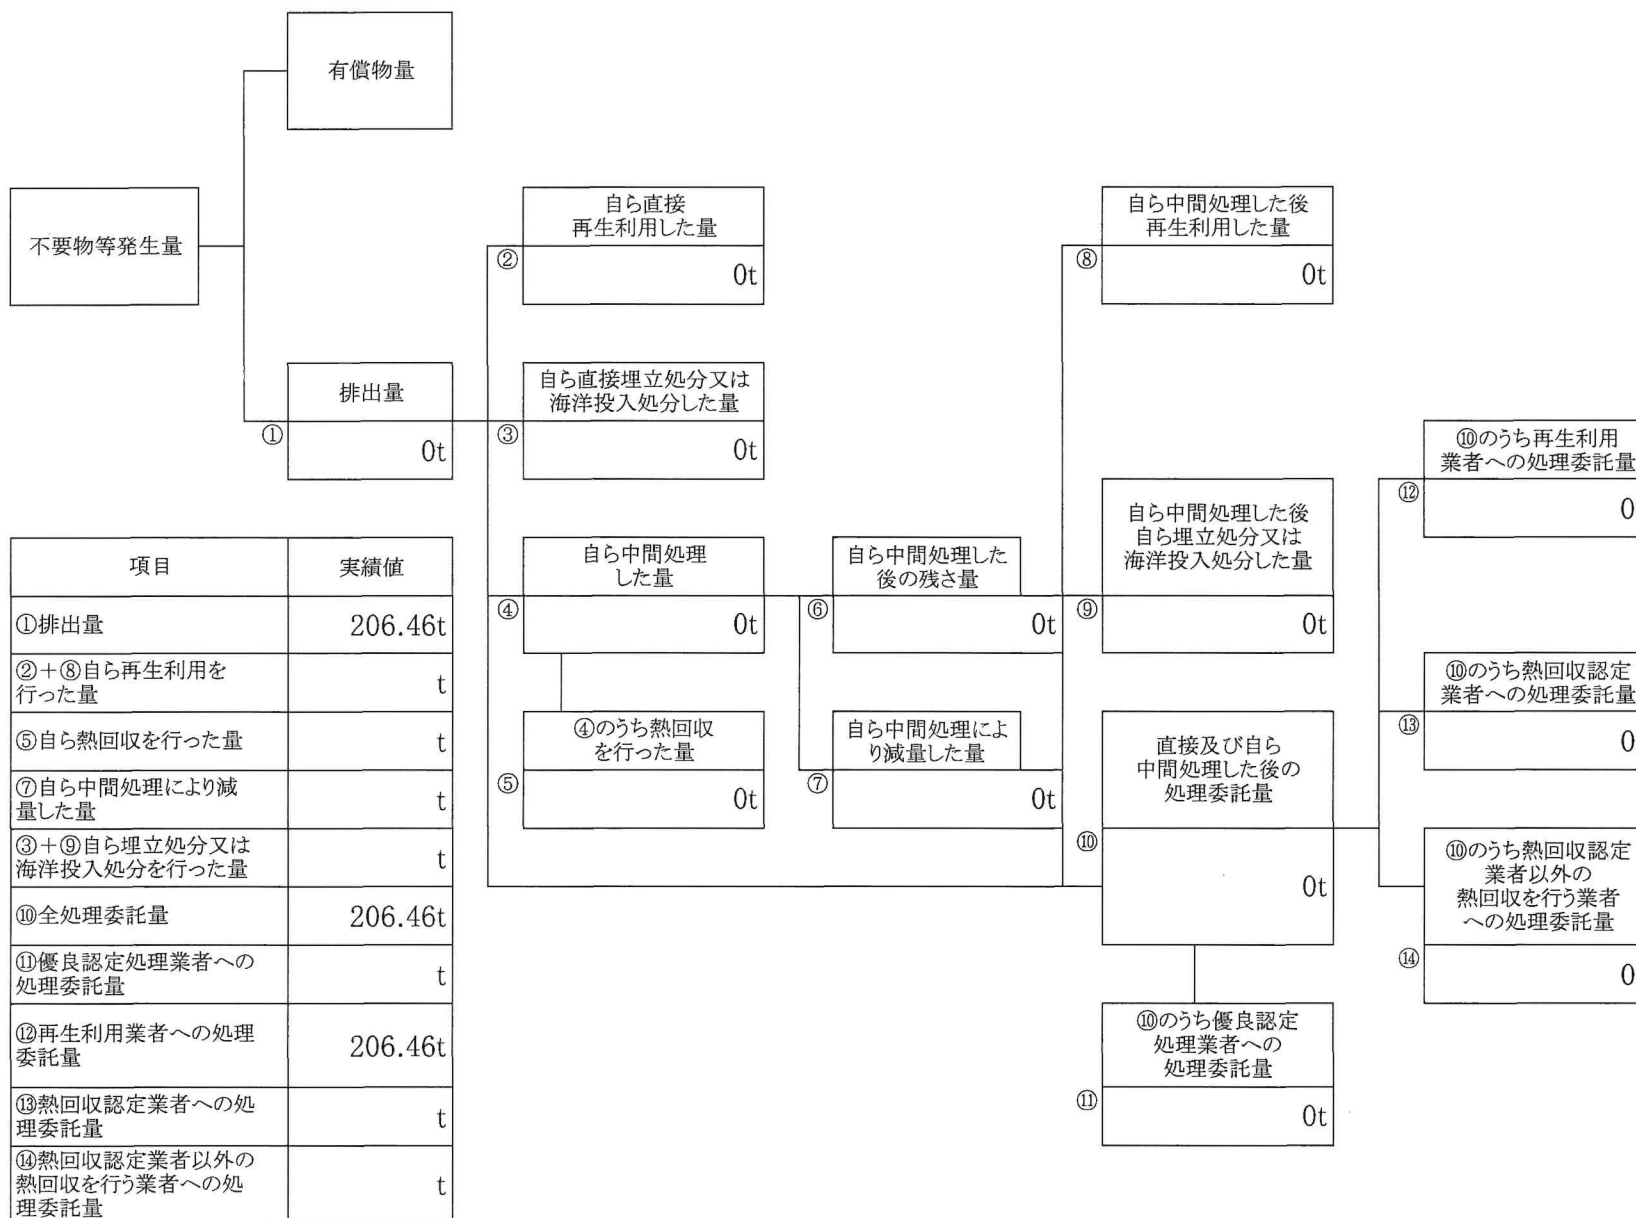 有償物量
不要物等発生量
排出量
①
0t
自ら直接
再生利用した量
②
0t
自ら直接埋立処分又は
海洋投入処分した量
③
0t
自ら中間処理
した量
④
0t
④のうち熱回収
を行った量
⑤
0t
自ら中間処理した
後の残さ量
⑥
0t
自ら中間処理によ
り減量した量
⑦
0t
自ら中間処理した後
再生利用した量
⑧
0t
自ら中間処理した後
自ら埋立処分又は
海洋投入処分した量
⑨
0t
直接及び自ら
中間処理した後の
処理委託量
⑩
0t
⑩のうち優良認定
処理業者への
処理委託量
⑪
0t
⑩のうち再生利用
業者への処理委託量
⑫
0
⑩のうち熱回収認定
業者への処理委託量
⑬
0
⑩のうち熱回収認定
業者以外の
熱回収を行う業者
への処理委託量
⑭
0
項目 実績値
①排出量 206.46t
②+⑧自ら再生利用を
行った量 t
⑤自ら熱回収を行った量 t
⑦自ら中間処理により減
量した量 t
③+⑨自ら埋立処分又は
海洋投入処分を行った量 t
⑩全処理委託量 206.46t
⑪優良認定処理業者への
処理委託量 t
⑫再生利用業者への処理
委託量 206.46t
⑬熱回収認定業者への処
理委託量 t
⑭熱回収認定業者以外の
熱回収を行う業者への処
理委託量 t